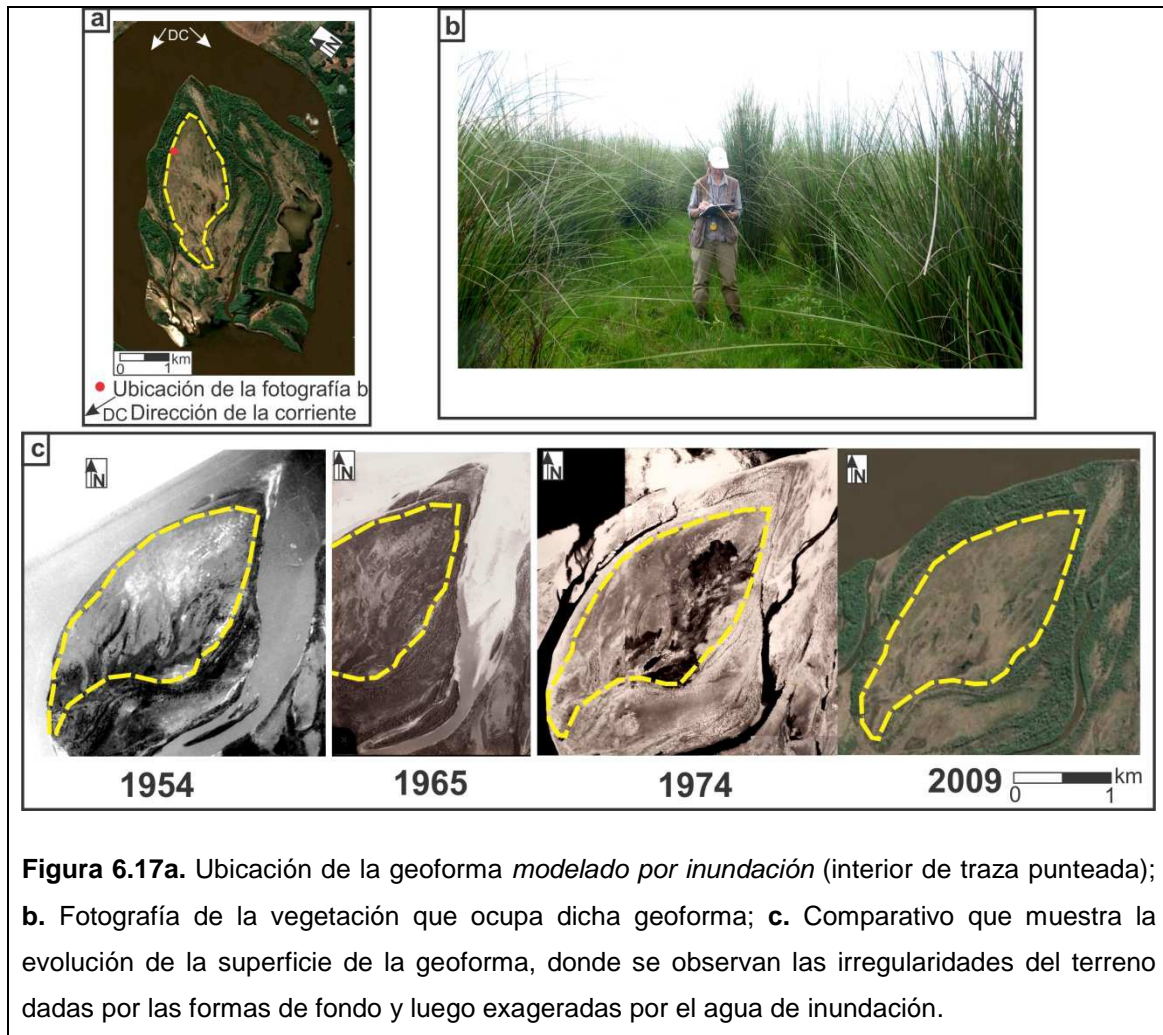 a
DC
N
km
0 1
● Ubicación de la fotografía b
DC Dirección de la corriente
b
c
N
N
N
N
1954
1965
1974
2009
km
0 1
Figura 6.17a. Ubicación de la geoforma modelado por inundación (interior de traza punteada);
b. Fotografía de la vegetación que ocupa dicha geoforma; c. Comparativo que muestra la
evolución de la superficie de la geoforma, donde se observan las irregularidades del terreno
dadas por las formas de fondo y luego exageradas por el agua de inundación.